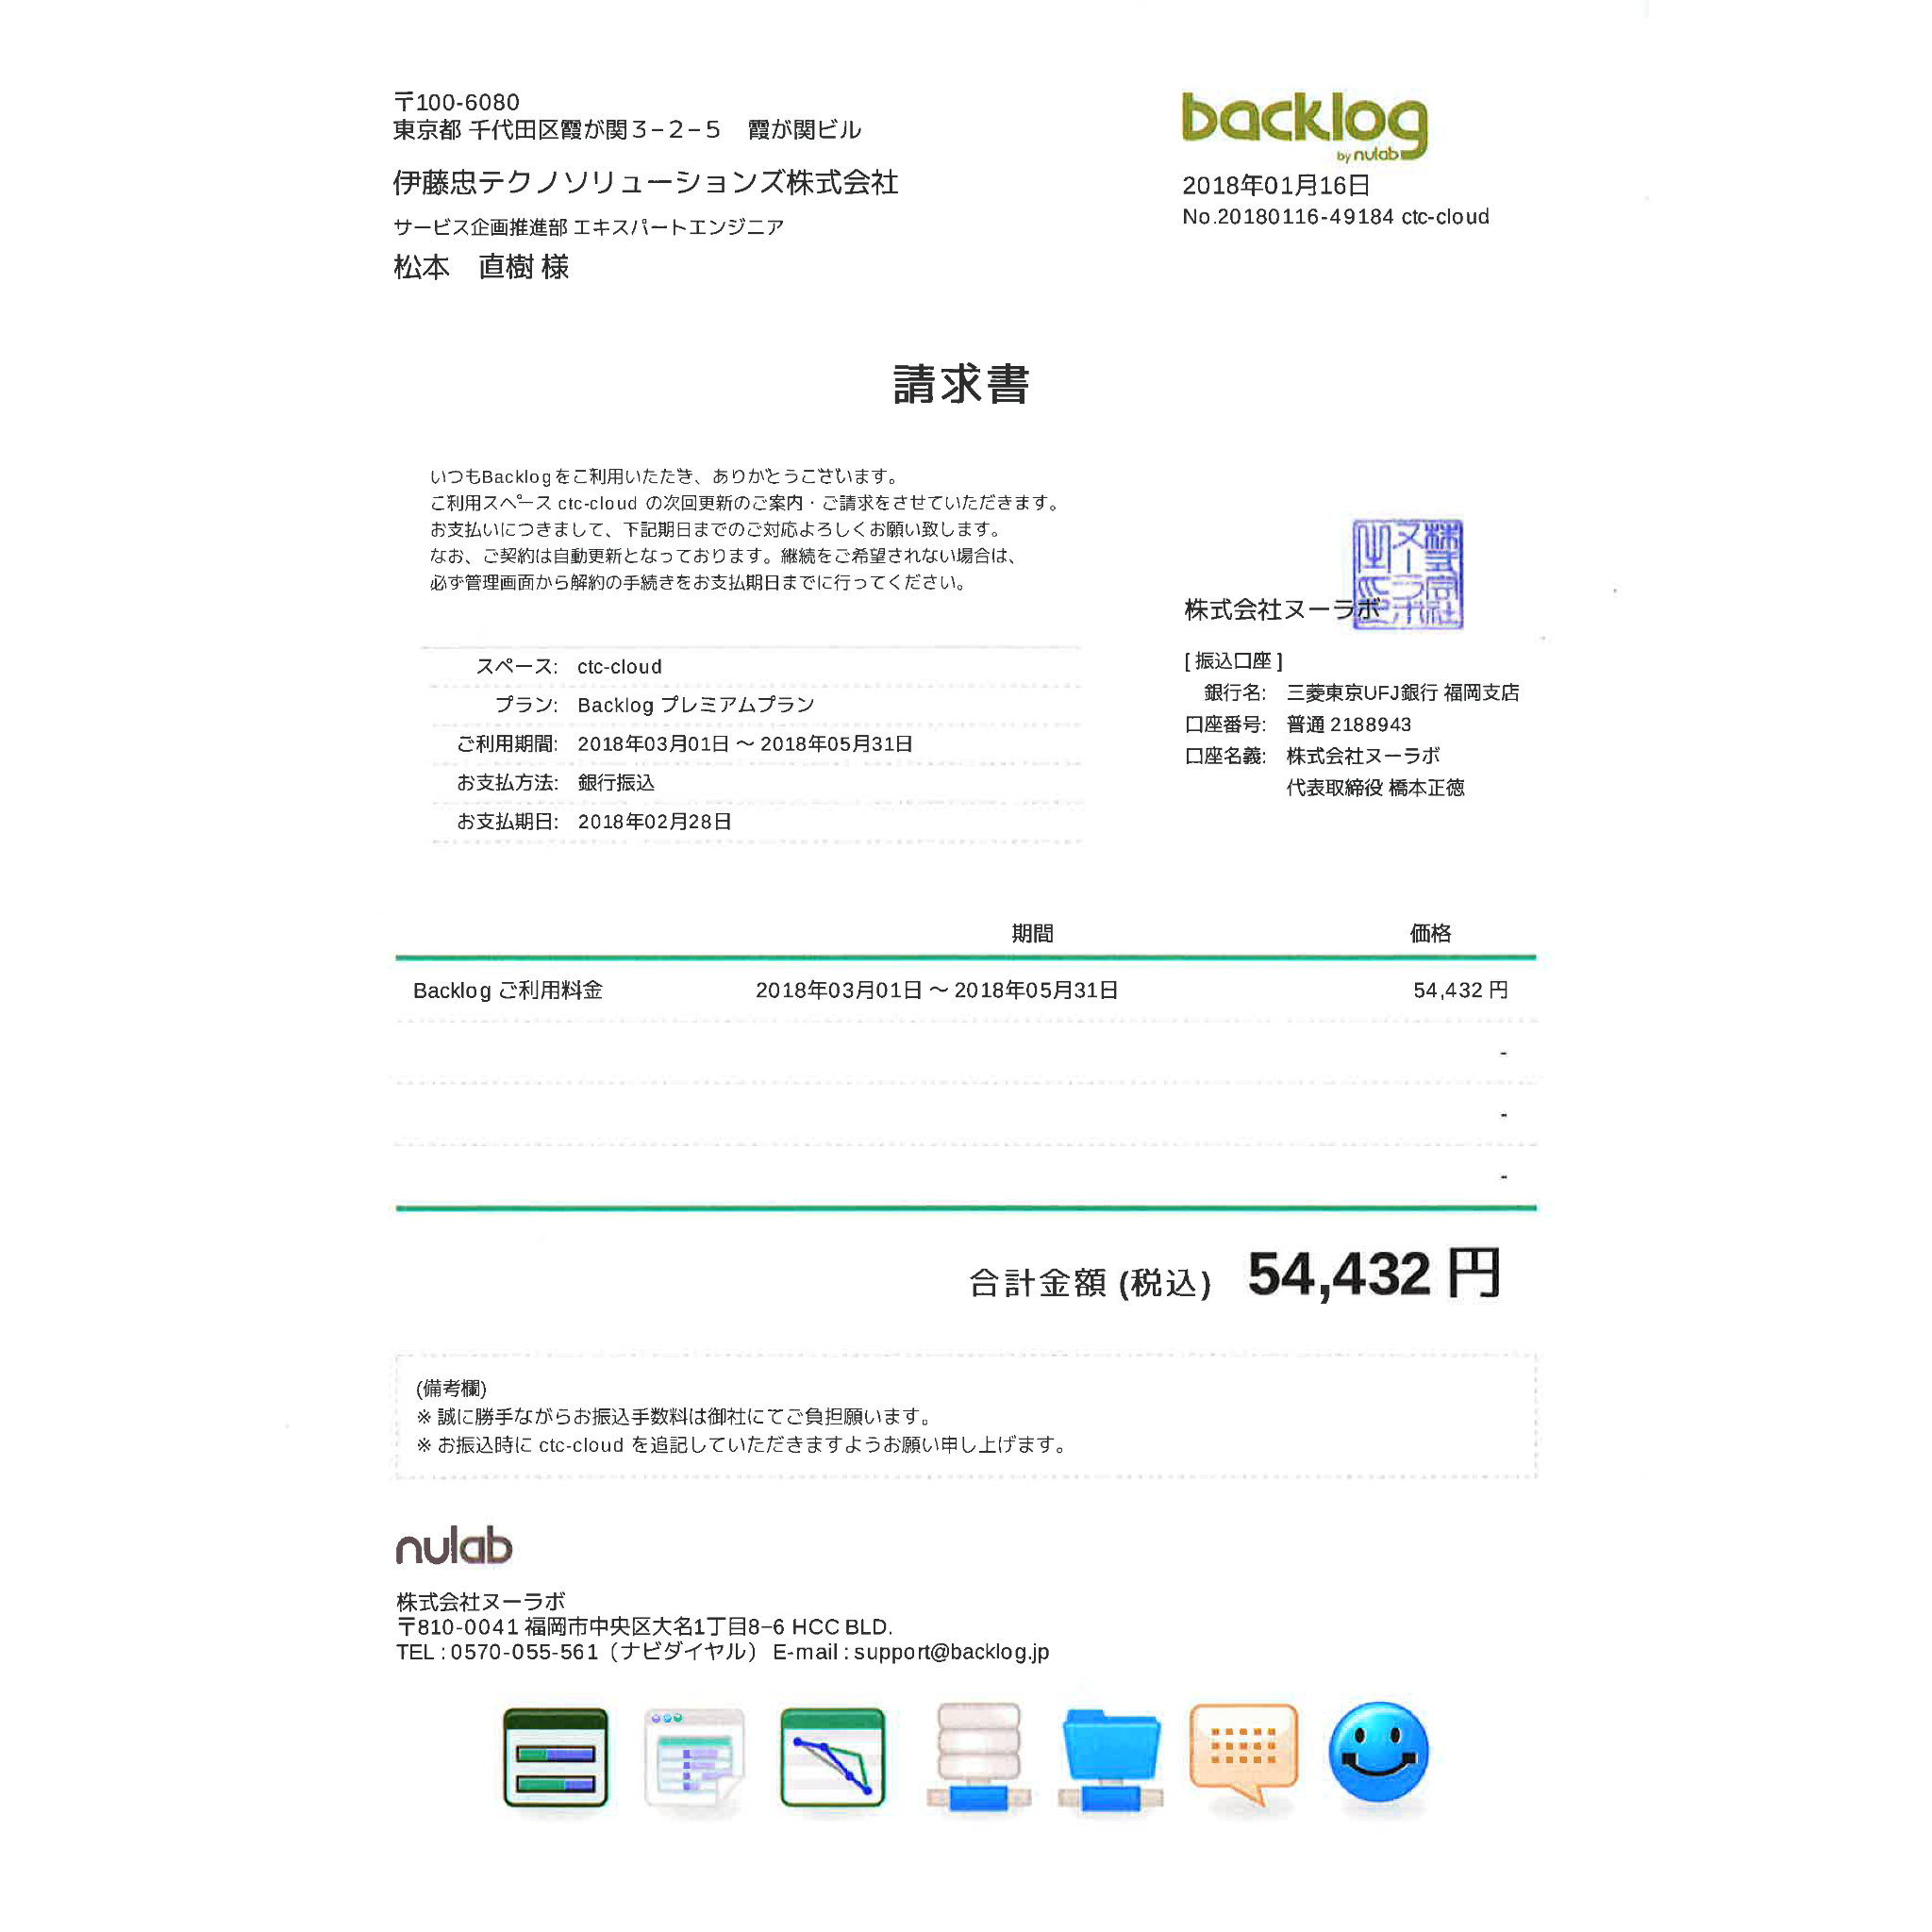 〒100-6080
東京都 千代田区霞が関３−２−５　霞が関ビル
伊藤忠テクノソリューションズ株式会社
サービス企画推進部 エキスパートエンジニア
松本　直樹 様
backlog
by nulab
2018年01月16日
No.20180116-49184 ctc-cloud
請求書
いつもBacklogをご利用いただき、ありがとうございます。
ご利用スペース ctc-cloud の次回更新のご案内・ご請求をさせていただきます。
お支払いにつきまして、下記期日までのご対応よろしくお願い致します。
なお、ご契約は自動更新となっております。継続をご希望されない場合は、
必ず管理画面から解約の手続きをお支払期日までに行ってください。
スペース: ctc-cloud
プラン: Backlog プレミアムプラン
ご利用期間: 2018年03月01日 〜 2018年05月31日
お支払方法: 銀行振込
お支払期日: 2018年02月28日
株式会社ヌーラボ
株式会社ヌーラボ之印
[ 振込口座 ]
銀行名: 三菱東京UFJ銀行 福岡支店
口座番号: 普通 2188943
口座名義: 株式会社ヌーラボ
代表取締役 橋本正徳
期間 価格
Backlog ご利用料金 2018年03月01日 〜 2018年05月31日 54,432 円
-
-
-
合計金額 (税込) 54,432 円
(備考欄)
※ 誠に勝手ながらお振込手数料は御社にてご負担願います。
※ お振込時に ctc-cloud を追記していただきますようお願い申し上げます。
nulab
株式会社ヌーラボ
〒810-0041 福岡市中央区大名1丁目8−6 HCC BLD.
TEL : 0570-055-561（ナビダイヤル） E-mail : support@backlog.jp